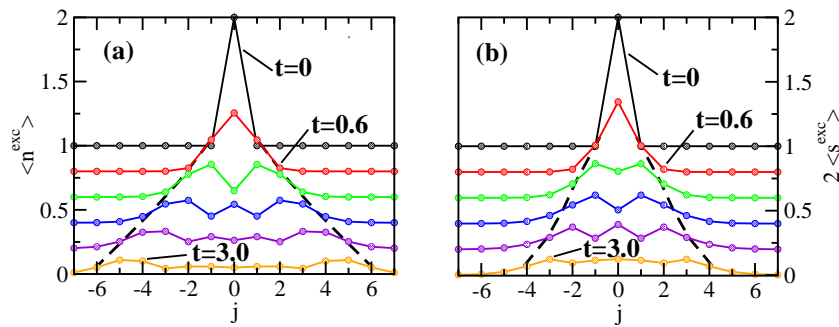 2
(a)
(b)
2
t=0
t=0
1.5
1.5
t=0.6
t=0.6
<n^exc>
1
1
2 <s^exc>
0.5
0.5
t=3.0
t=3.0
0
0
-6 -4 -2 0 2 4 6
-6 -4 -2 0 2 4 6
j
j